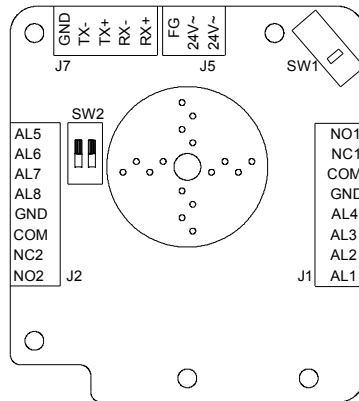 GND
TX-
TX+
RX-
RX+
FG
24V~
24V~
J7
J5
SW1
SW2
AL5
AL6
AL7
AL8
GND
COM
NC2
NO2
J2
NO1
NC1
COM
GND
AL4
AL3
AL2
AL1
J1